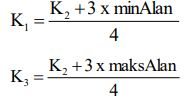 K₁ = (K₂ + 3 x minAlan) / 4
K₃ = (K₂ + 3 x maksAlan) / 4